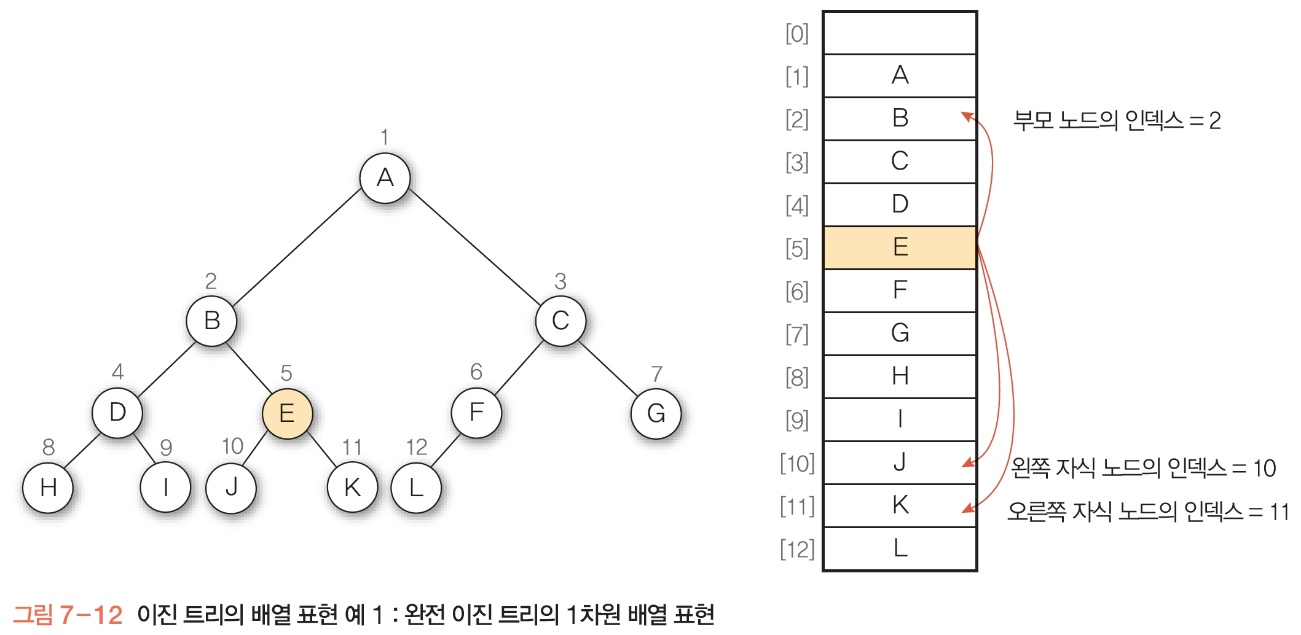 1
A
2
B
3
C
4
D
5
E
6
F
7
G
8
H
9
I
10
J
11
K
12
L
[0]
[1] A
[2] B 부모 노드의 인덱스 = 2
[3] C
[4] D
[5] E
[6] F
[7] G
[8] H
[9] I
[10] J 왼쪽 자식 노드의 인덱스 = 10
[11] K 오른쪽 자식 노드의 인덱스 = 11
[12] L
그림 7-12 이진 트리의 배열 표현 예 1 : 완전 이진 트리의 1차원 배열 표현